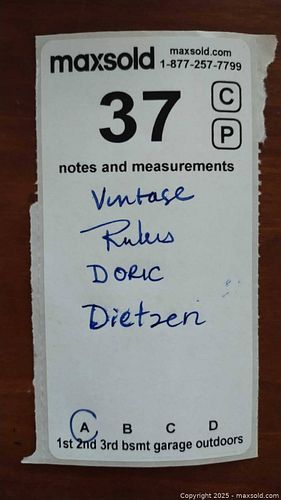 maxsold maxsold.com
1-877-257-7799
37 C
P
notes and measurements
Vintage
Rulers
DORIC
Dietzen
A B C D
1st 2nd 3rd bsmt garage outdoors
Copyright © 2025 - maxsold.com